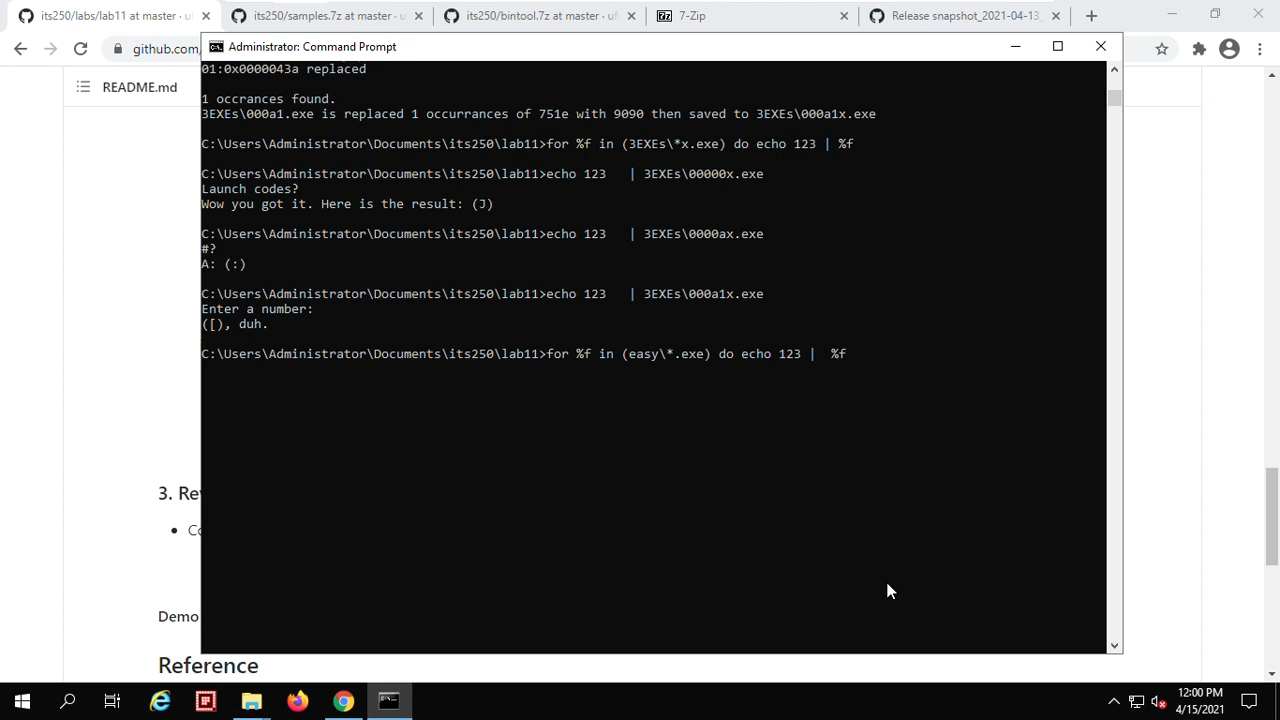 its250/labs/lab11 at master · u
its250/samples.7z at master · u
its250/bintool.7z at master · uf
7-Zip
Release snapshot_2021-04-13_
github.com
Administrator: Command Prompt
README.md
01:0x0000043a replaced
1 occrances found.
3EXEs\000a1.exe is replaced 1 occurrances of 751e with 9090 then saved to 3EXEs\000a1x.exe
C:\Users\Administrator\Documents\its250\lab11>for %f in (3EXEs\*x.exe) do echo 123 | %f
C:\Users\Administrator\Documents\its250\lab11>echo 123   | 3EXEs\00000x.exe
Launch codes?
Wow you got it. Here is the result: (J)
C:\Users\Administrator\Documents\its250\lab11>echo 123   | 3EXEs\0000ax.exe
#?
A: (:)
C:\Users\Administrator\Documents\its250\lab11>echo 123   | 3EXEs\000a1x.exe
Enter a number:
([), duh.
C:\Users\Administrator\Documents\its250\lab11>for %f in (easy\*.exe) do echo 123 |  %f
3. Re
Demo
Reference
12:00 PM
4/15/2021